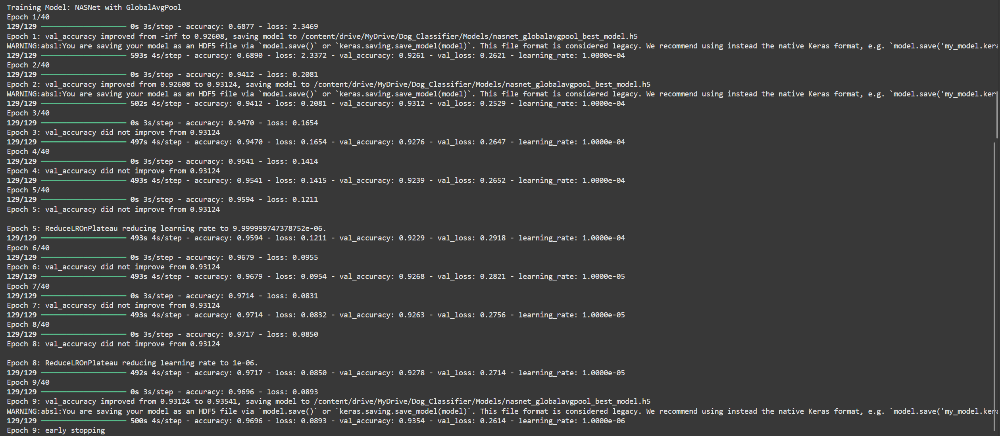 Training Model: NASNet with GlobalAvgPool
Epoch 1/40
129/129 ━━━━━━━━━━━━━━━━━━━━ 0s 3s/step - accuracy: 0.6877 - loss: 2.3469
Epoch 1: val_accuracy improved from -inf to 0.92608, saving model to /content/drive/MyDrive/Dog_Classifier/Models/nasnet_globalavgpool_best_model.h5
WARNING:absl:You are saving your model as an HDF5 file via `model.save()` or `keras.saving.save_model(model)`. This file format is considered legacy. We recommend using instead the native Keras format, e.g. `model.save('my_model.kera
129/129 ━━━━━━━━━━━━━━━━━━━━ 593s 4s/step - accuracy: 0.6890 - loss: 2.3372 - val_accuracy: 0.9261 - val_loss: 0.2621 - learning_rate: 1.0000e-04
Epoch 2/40
129/129 ━━━━━━━━━━━━━━━━━━━━ 0s 3s/step - accuracy: 0.9412 - loss: 0.2081
Epoch 2: val_accuracy improved from 0.92608 to 0.93124, saving model to /content/drive/MyDrive/Dog_Classifier/Models/nasnet_globalavgpool_best_model.h5
WARNING:absl:You are saving your model as an HDF5 file via `model.save()` or `keras.saving.save_model(model)`. This file format is considered legacy. We recommend using instead the native Keras format, e.g. `model.save('my_model.ker
129/129 ━━━━━━━━━━━━━━━━━━━━ 502s 4s/step - accuracy: 0.9412 - loss: 0.2081 - val_accuracy: 0.9312 - val_loss: 0.2529 - learning_rate: 1.0000e-04
Epoch 3/40
129/129 ━━━━━━━━━━━━━━━━━━━━ 0s 3s/step - accuracy: 0.9470 - loss: 0.1654
Epoch 3: val_accuracy did not improve from 0.93124
129/129 ━━━━━━━━━━━━━━━━━━━━ 497s 4s/step - accuracy: 0.9470 - loss: 0.1654 - val_accuracy: 0.9276 - val_loss: 0.2647 - learning_rate: 1.0000e-04
Epoch 4/40
129/129 ━━━━━━━━━━━━━━━━━━━━ 0s 3s/step - accuracy: 0.9541 - loss: 0.1414
Epoch 4: val_accuracy did not improve from 0.93124
129/129 ━━━━━━━━━━━━━━━━━━━━ 493s 4s/step - accuracy: 0.9541 - loss: 0.1415 - val_accuracy: 0.9239 - val_loss: 0.2652 - learning_rate: 1.0000e-04
Epoch 5/40
129/129 ━━━━━━━━━━━━━━━━━━━━ 0s 3s/step - accuracy: 0.9594 - loss: 0.1211
Epoch 5: val_accuracy did not improve from 0.93124
Epoch 5: ReduceLROnPlateau reducing learning rate to 9.999999747378752e-06.
129/129 ━━━━━━━━━━━━━━━━━━━━ 493s 4s/step - accuracy: 0.9594 - loss: 0.1211 - val_accuracy: 0.9229 - val_loss: 0.2918 - learning_rate: 1.0000e-04
Epoch 6/40
129/129 ━━━━━━━━━━━━━━━━━━━━ 0s 3s/step - accuracy: 0.9679 - loss: 0.0955
Epoch 6: val_accuracy did not improve from 0.93124
129/129 ━━━━━━━━━━━━━━━━━━━━ 493s 4s/step - accuracy: 0.9679 - loss: 0.0954 - val_accuracy: 0.9268 - val_loss: 0.2821 - learning_rate: 1.0000e-05
Epoch 7/40
129/129 ━━━━━━━━━━━━━━━━━━━━ 0s 3s/step - accuracy: 0.9714 - loss: 0.0831
Epoch 7: val_accuracy did not improve from 0.93124
129/129 ━━━━━━━━━━━━━━━━━━━━ 493s 4s/step - accuracy: 0.9714 - loss: 0.0832 - val_accuracy: 0.9263 - val_loss: 0.2756 - learning_rate: 1.0000e-05
Epoch 8/40
129/129 ━━━━━━━━━━━━━━━━━━━━ 0s 3s/step - accuracy: 0.9717 - loss: 0.0850
Epoch 8: val_accuracy did not improve from 0.93124
Epoch 8: ReduceLROnPlateau reducing learning rate to 1e-06.
129/129 ━━━━━━━━━━━━━━━━━━━━ 492s 4s/step - accuracy: 0.9717 - loss: 0.0850 - val_accuracy: 0.9278 - val_loss: 0.2714 - learning_rate: 1.0000e-05
Epoch 9/40
129/129 ━━━━━━━━━━━━━━━━━━━━ 0s 3s/step - accuracy: 0.9696 - loss: 0.0893
Epoch 9: val_accuracy improved from 0.93124 to 0.93541, saving model to /content/drive/MyDrive/Dog_Classifier/Models/nasnet_globalavgpool_best_model.h5
WARNING:absl:You are saving your model as an HDF5 file via `model.save()` or `keras.saving.save_model(model)`. This file format is considered legacy. We recommend using instead the native Keras format, e.g. `model.save('my_model.kera
129/129 ━━━━━━━━━━━━━━━━━━━━ 500s 4s/step - accuracy: 0.9696 - loss: 0.0893 - val_accuracy: 0.9354 - val_loss: 0.2614 - learning_rate: 1.0000e-06
Epoch 9: early stopping